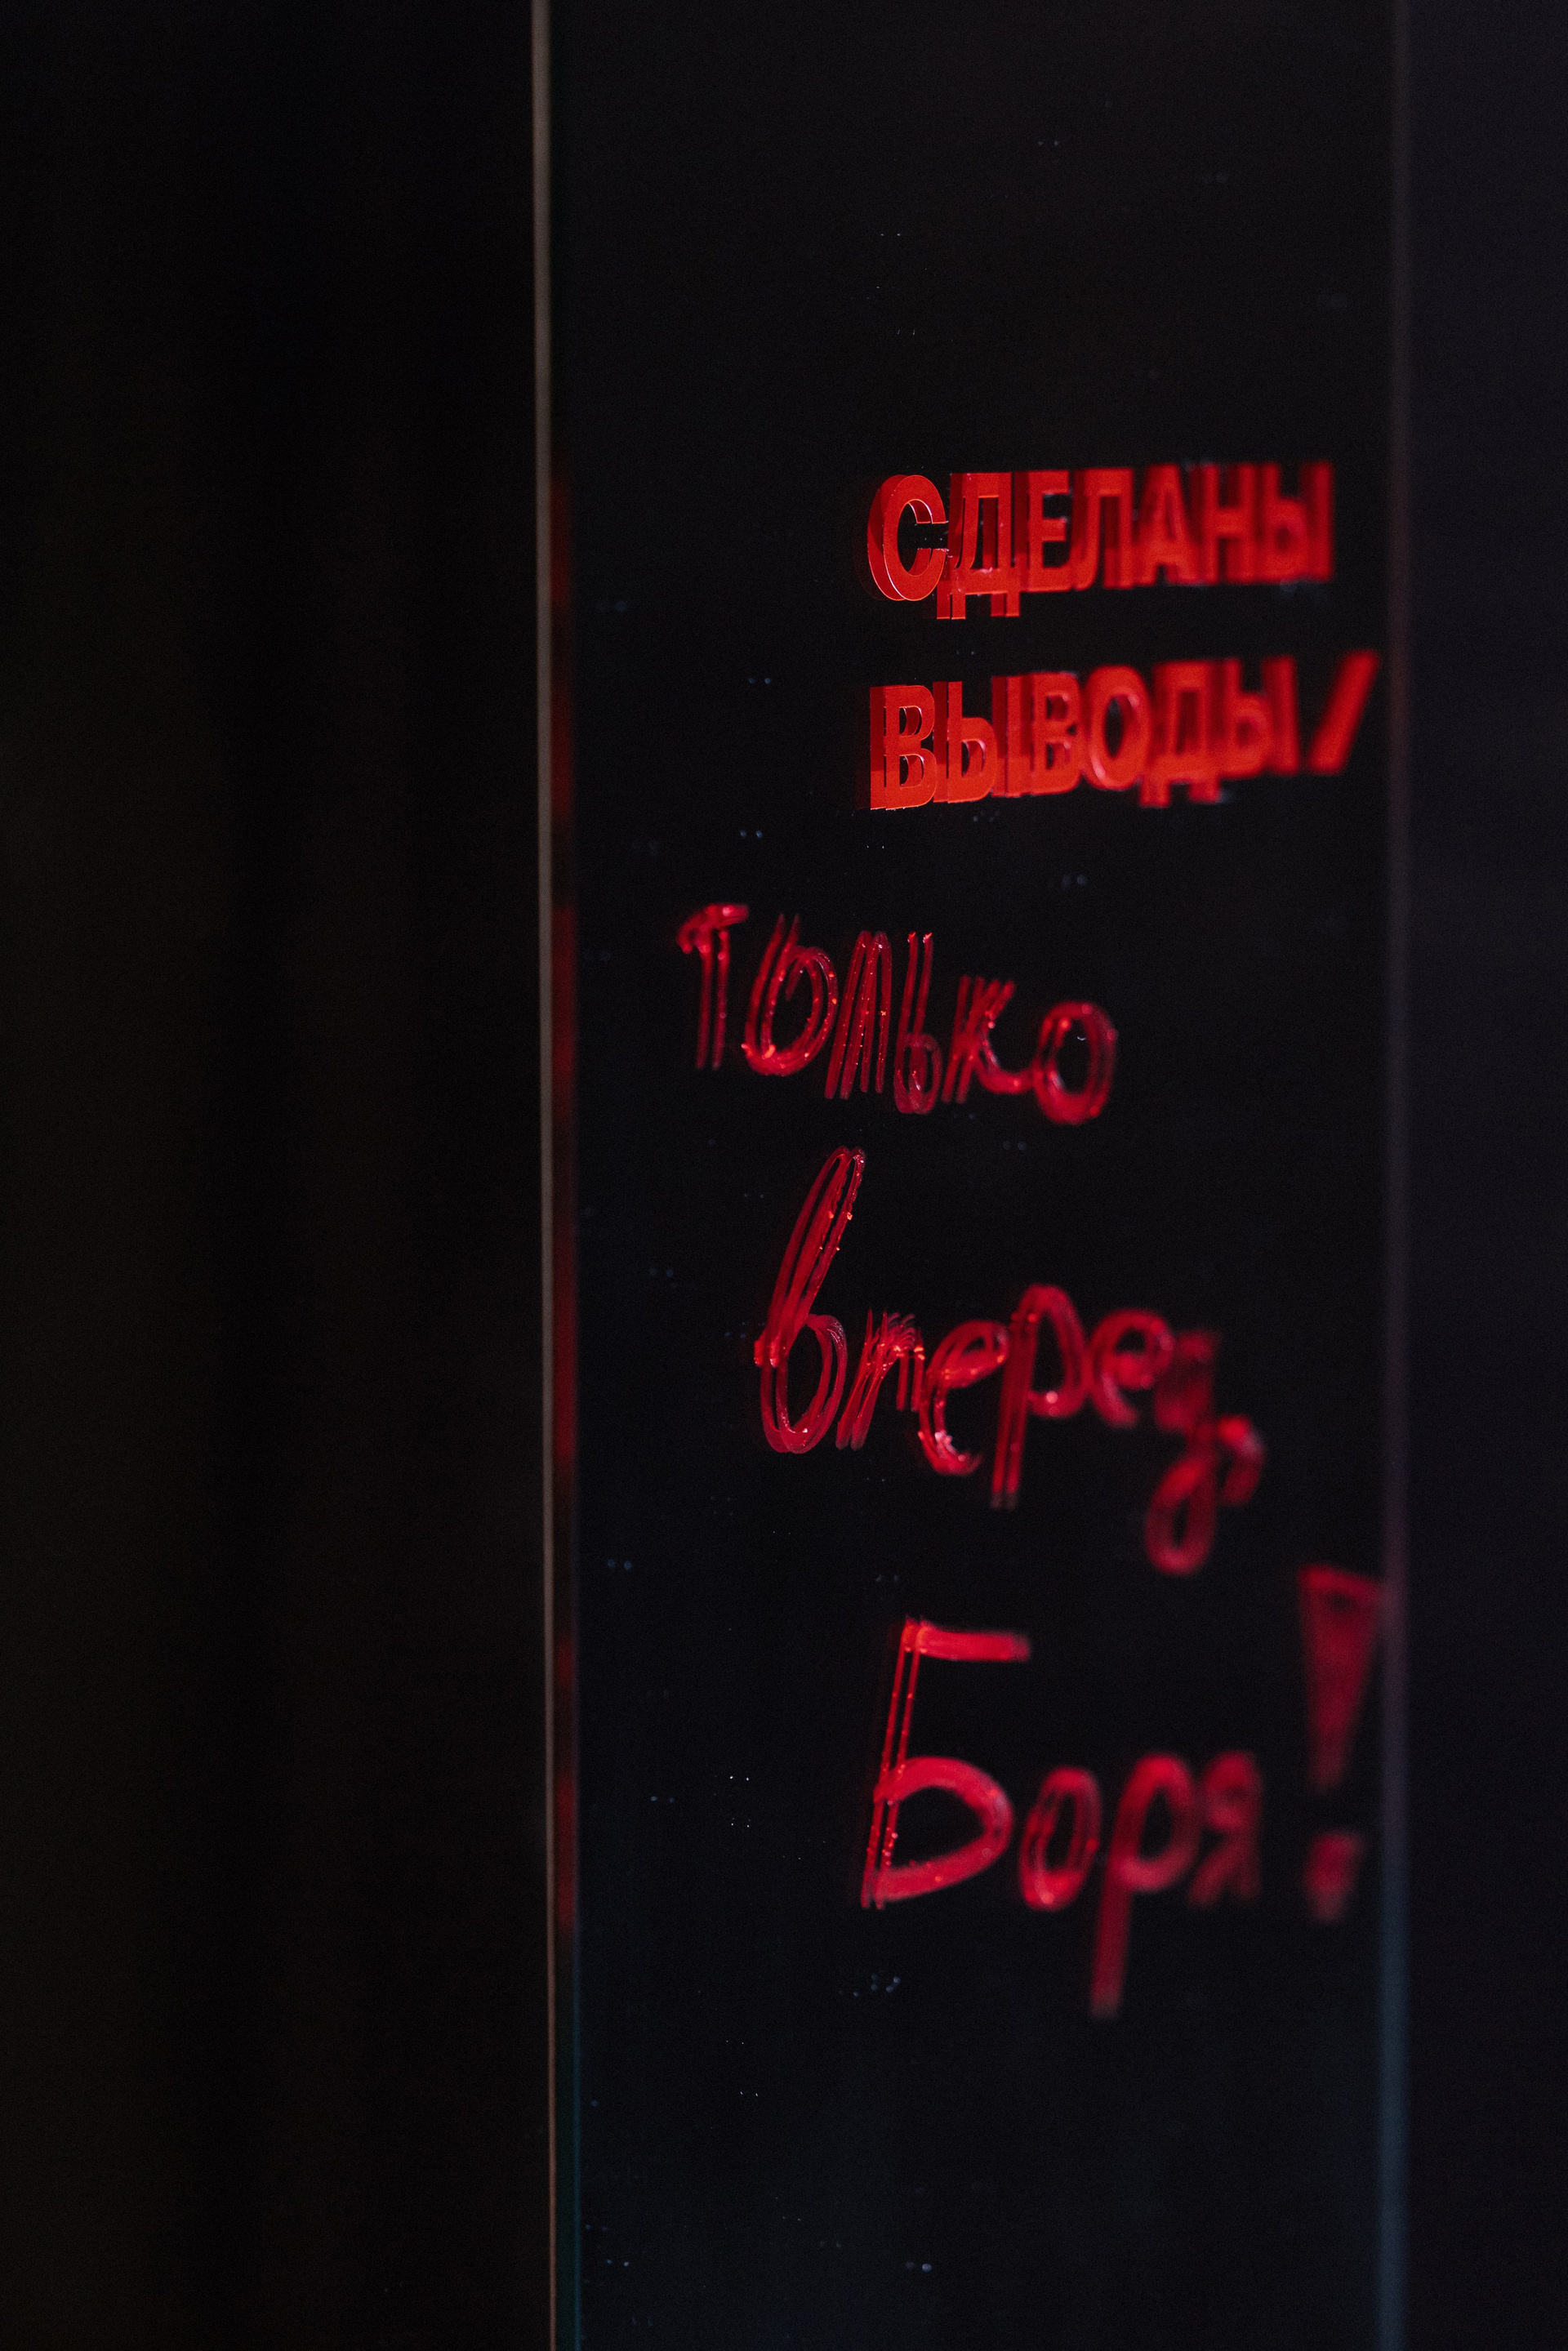 СДЕЛАНЫ
ВЫВОДЫ/
только
вперед,
Боря!